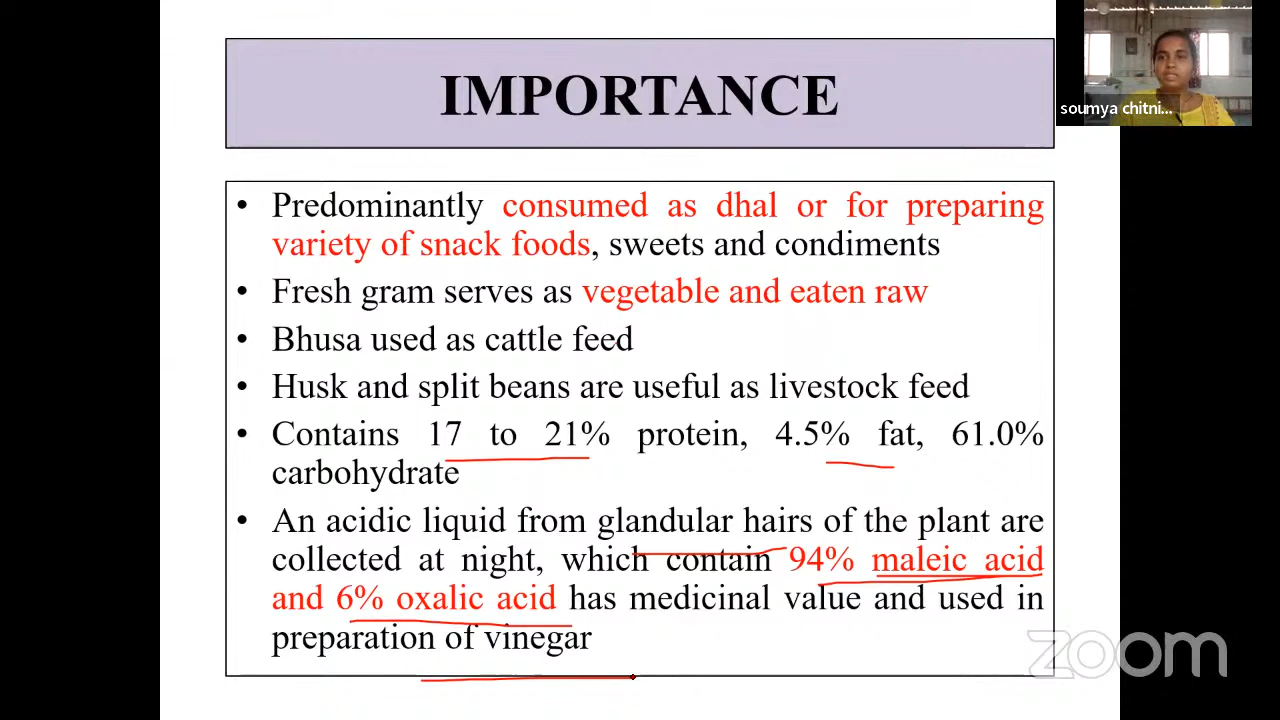 IMPORTANCE
soumya chitni...
• Predominantly consumed as dhal or for preparing
variety of snack foods, sweets and condiments
• Fresh gram serves as vegetable and eaten raw
• Bhusa used as cattle feed
• Husk and split beans are useful as livestock feed
• Contains 17 to 21% protein, 4.5% fat, 61.0%
carbohydrate
• An acidic liquid from glandular hairs of the plant are
collected at night, which contain 94% maleic acid
and 6% oxalic acid has medicinal value and used in
preparation of vinegar
zoom